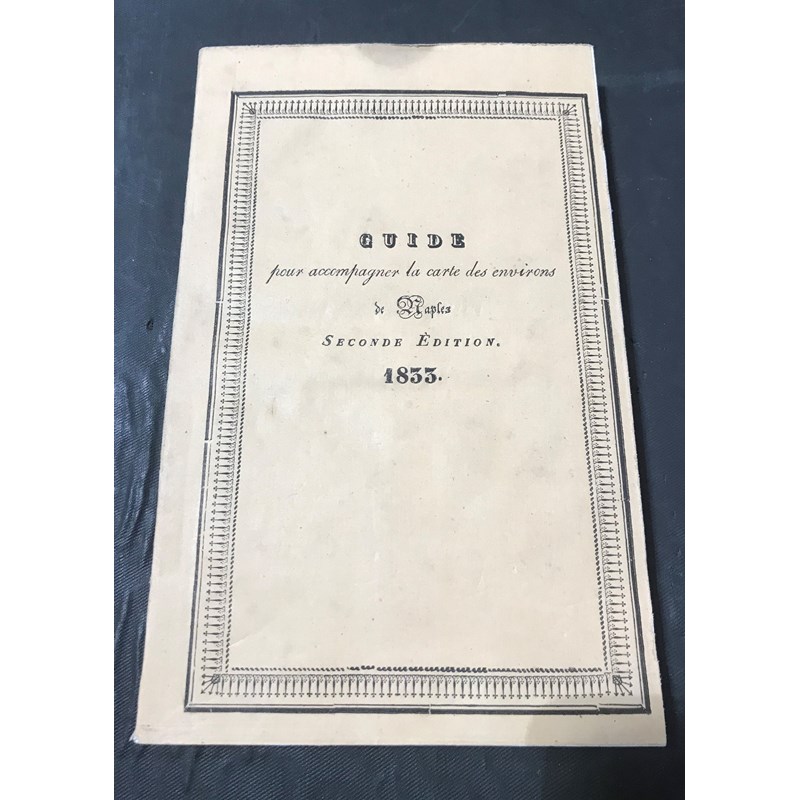 GUIDE
pour accompagner la carte des environs
de Naples
SECONDE ÈDITION.
1833.